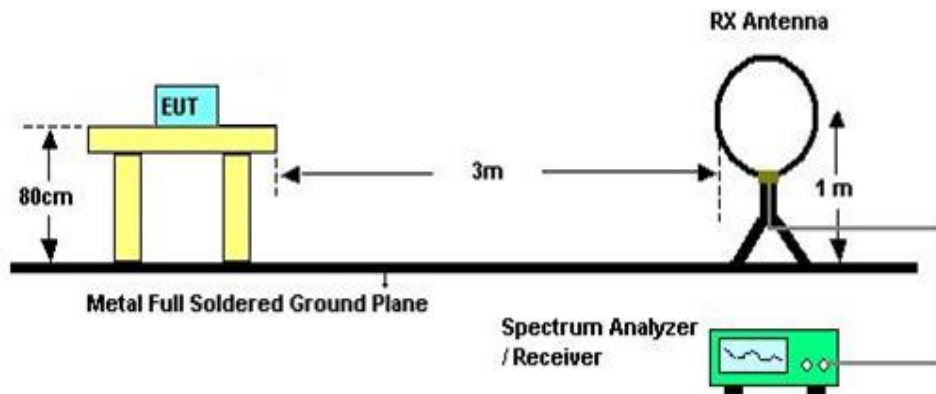 RX Antenna
EUT
80cm
3m
1 m
Metal Full Soldered Ground Plane
Spectrum Analyzer
/ Receiver